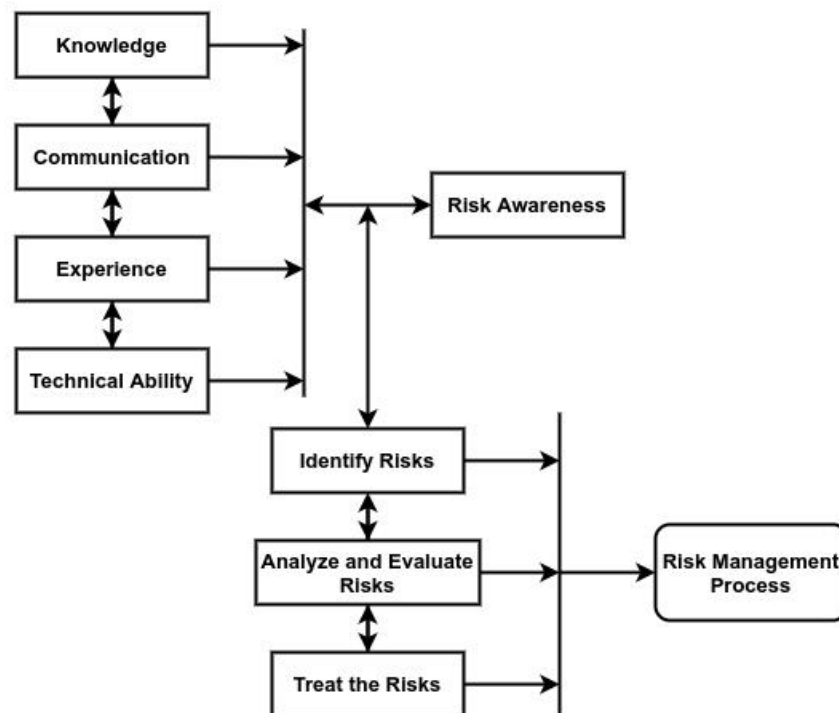 Knowledge
Communication
Risk Awareness
Experience
Technical Ability
Identify Risks
Analyze and Evaluate
Risks
Risk Management
Process
Treat the Risks